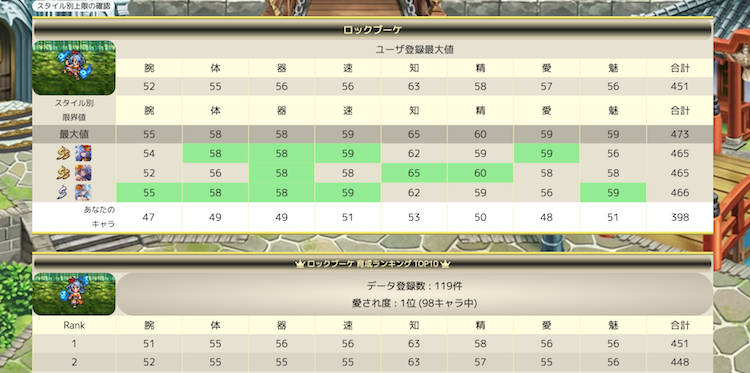 スタイル別上限の確認
ロックブーケ
ユーザ登録最大値
腕 体 器 速 知 精 愛 魅 合計
52 55 56 56 63 58 57 56 451
スタイル別
限界値
腕 体 器 速 知 精 愛 魅 合計
最大値 55 58 58 59 65 60 59 59 473
54 58 58 59 62 59 59 56 465
52 56 58 58 65 60 58 58 465
S 55 58 58 59 62 59 56 59 466
あなたの
キャラ
47 49 49 51 53 50 48 51 398
ロックブーケ 育成ランキング TOP10
データ登録数 : 119件
愛され度 : 1位 (98キャラ中)
Rank 腕 体 器 速 知 精 愛 魅 合計
1 51 55 56 56 63 58 56 56 451
2 52 55 55 55 63 57 55 56 448